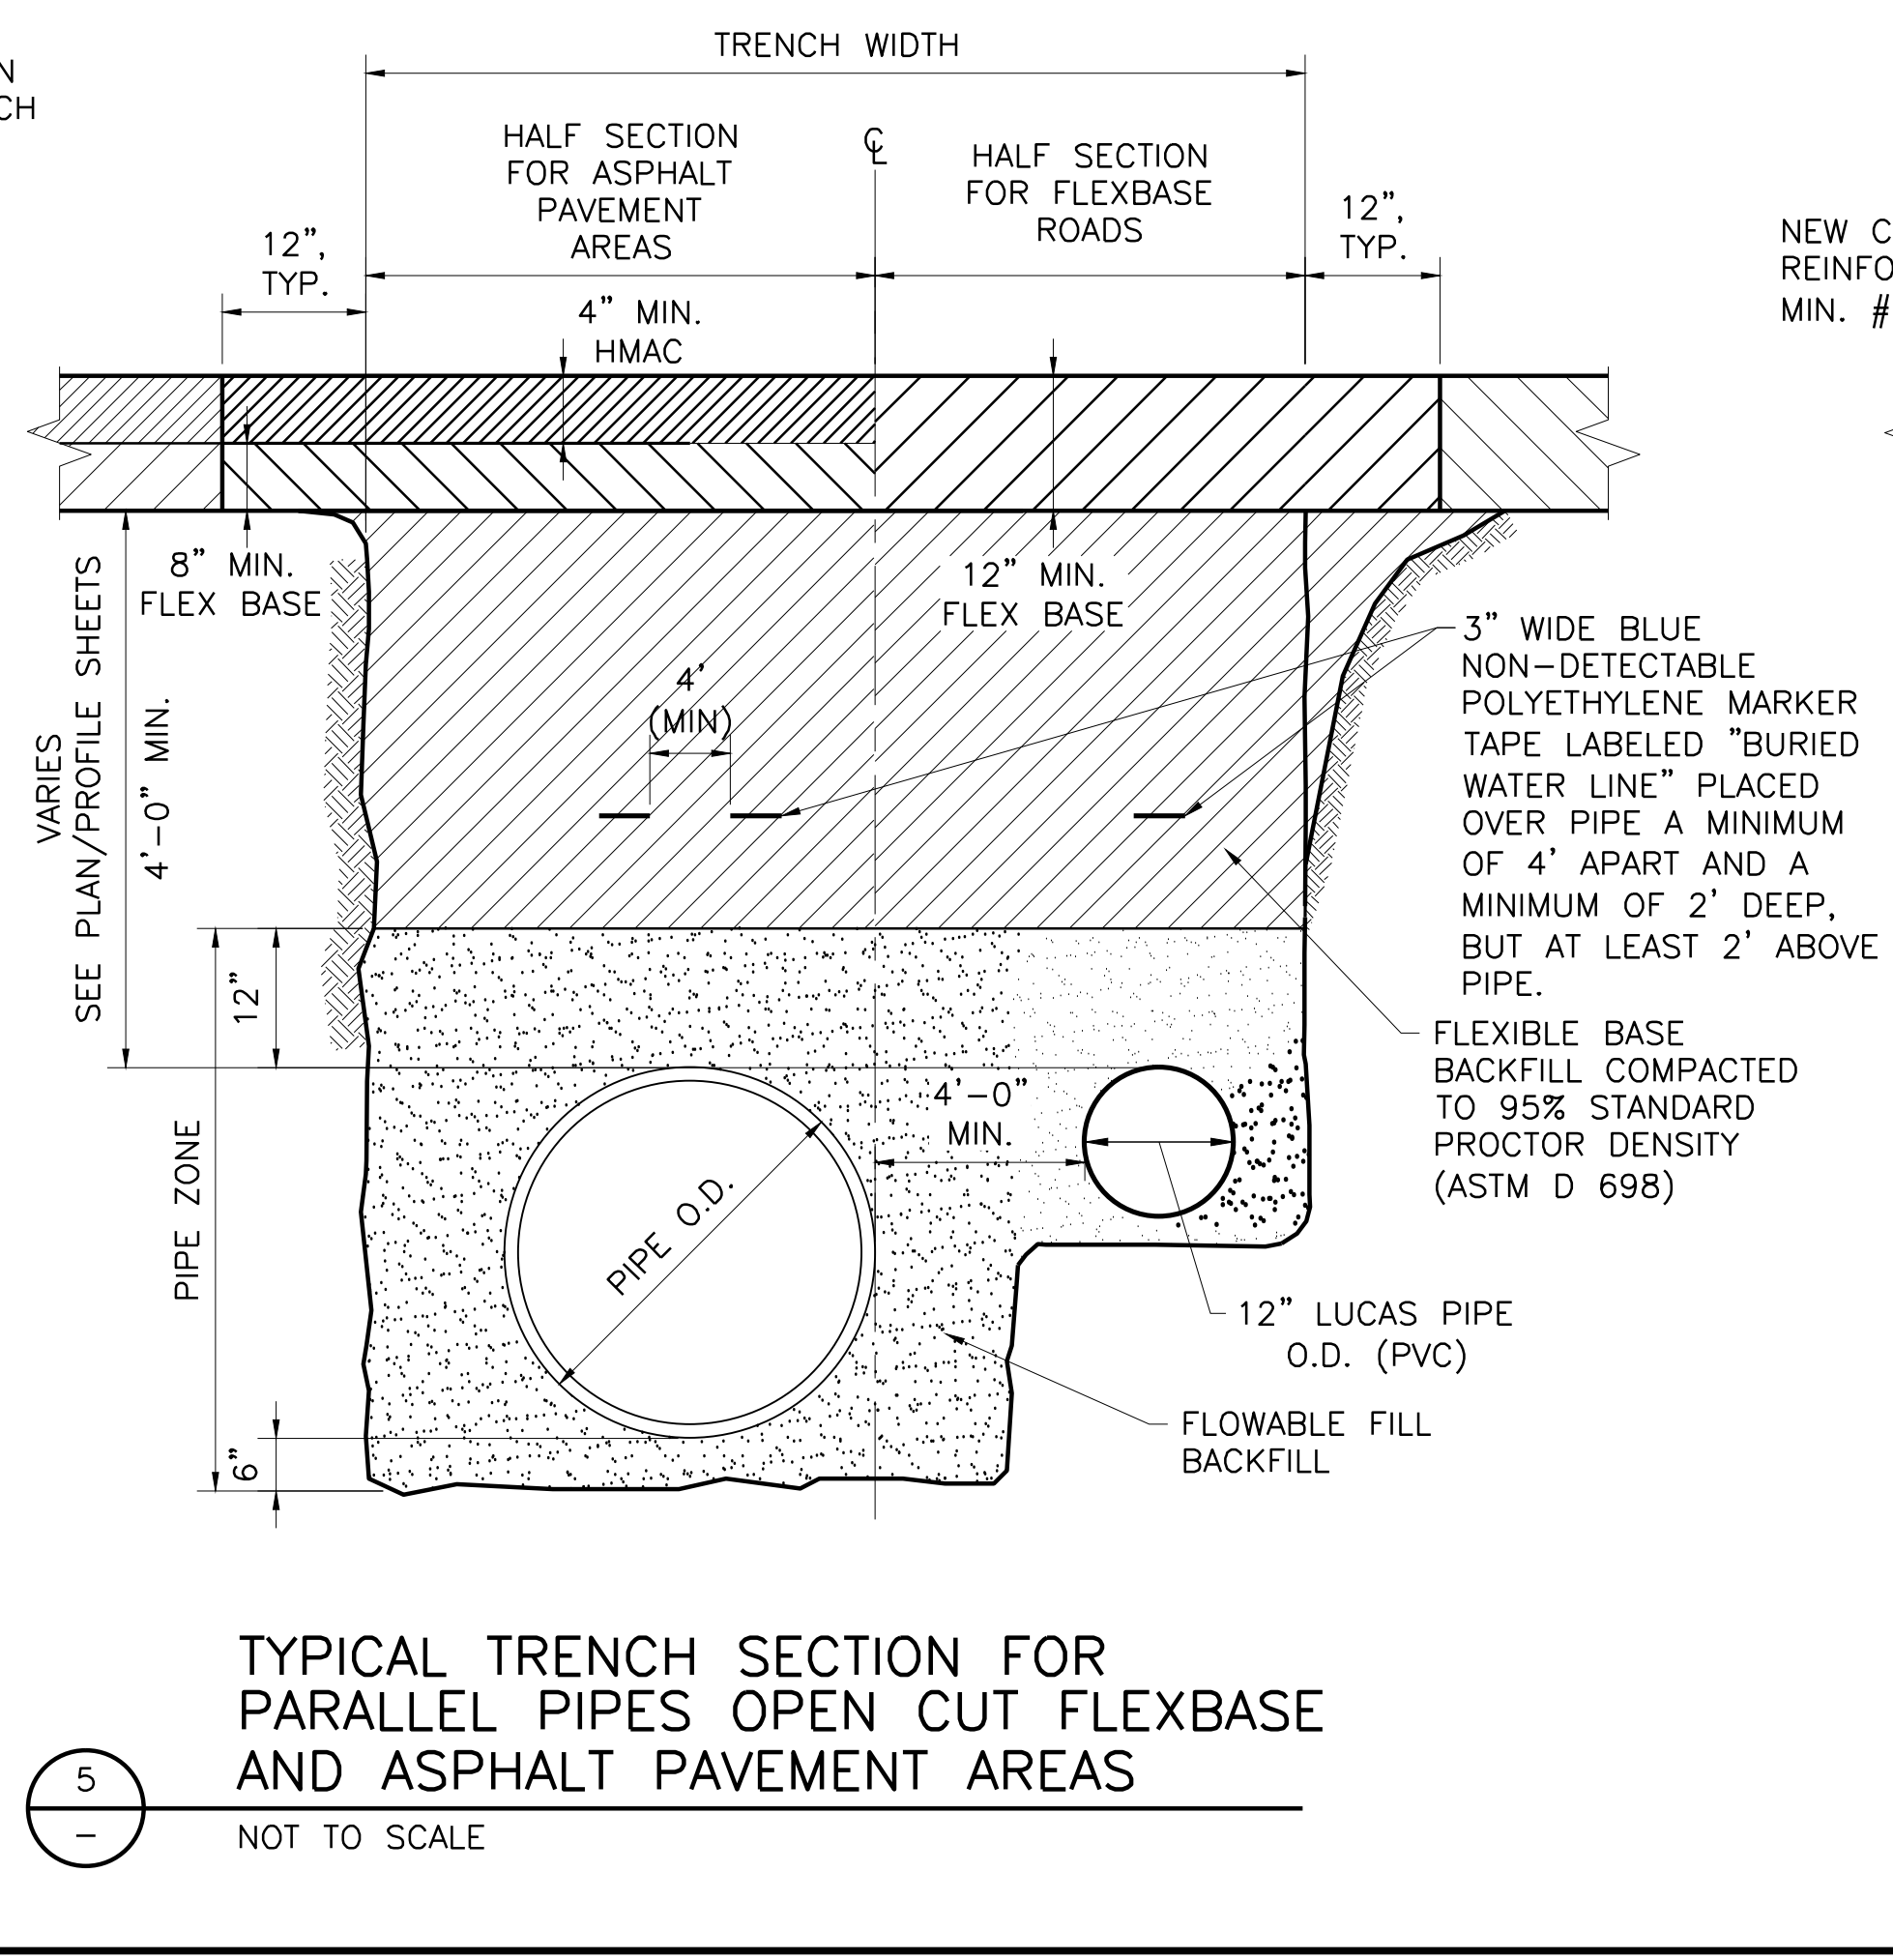 N
CH
TRENCH WIDTH
HALF SECTION
FOR ASPHALT
PAVEMENT
AREAS
℄
HALF SECTION
FOR FLEXBASE
ROADS
12",
TYP.
12",
TYP.
4" MIN.
HMAC
NEW C
REINFO
MIN. #
8" MIN.
FLEX BASE
12" MIN.
FLEX BASE
VARIES
SEE PLAN/PROFILE SHEETS
4'-0" MIN.
4'
(MIN)
3" WIDE BLUE
NON-DETECTABLE
POLYETHYLENE MARKER
TAPE LABELED "BURIED
WATER LINE" PLACED
OVER PIPE A MINIMUM
OF 4' APART AND A
MINIMUM OF 2' DEEP,
BUT AT LEAST 2' ABOVE
PIPE.
12"
FLEXIBLE BASE
BACKFILL COMPACTED
TO 95% STANDARD
PROCTOR DENSITY
(ASTM D 698)
4'-0"
MIN.
PIPE ZONE
PIPE O.D.
12" LUCAS PIPE
O.D. (PVC)
FLOWABLE FILL
BACKFILL
6"
TYPICAL TRENCH SECTION FOR
PARALLEL PIPES OPEN CUT FLEXBASE
AND ASPHALT PAVEMENT AREAS
5
-
NOT TO SCALE